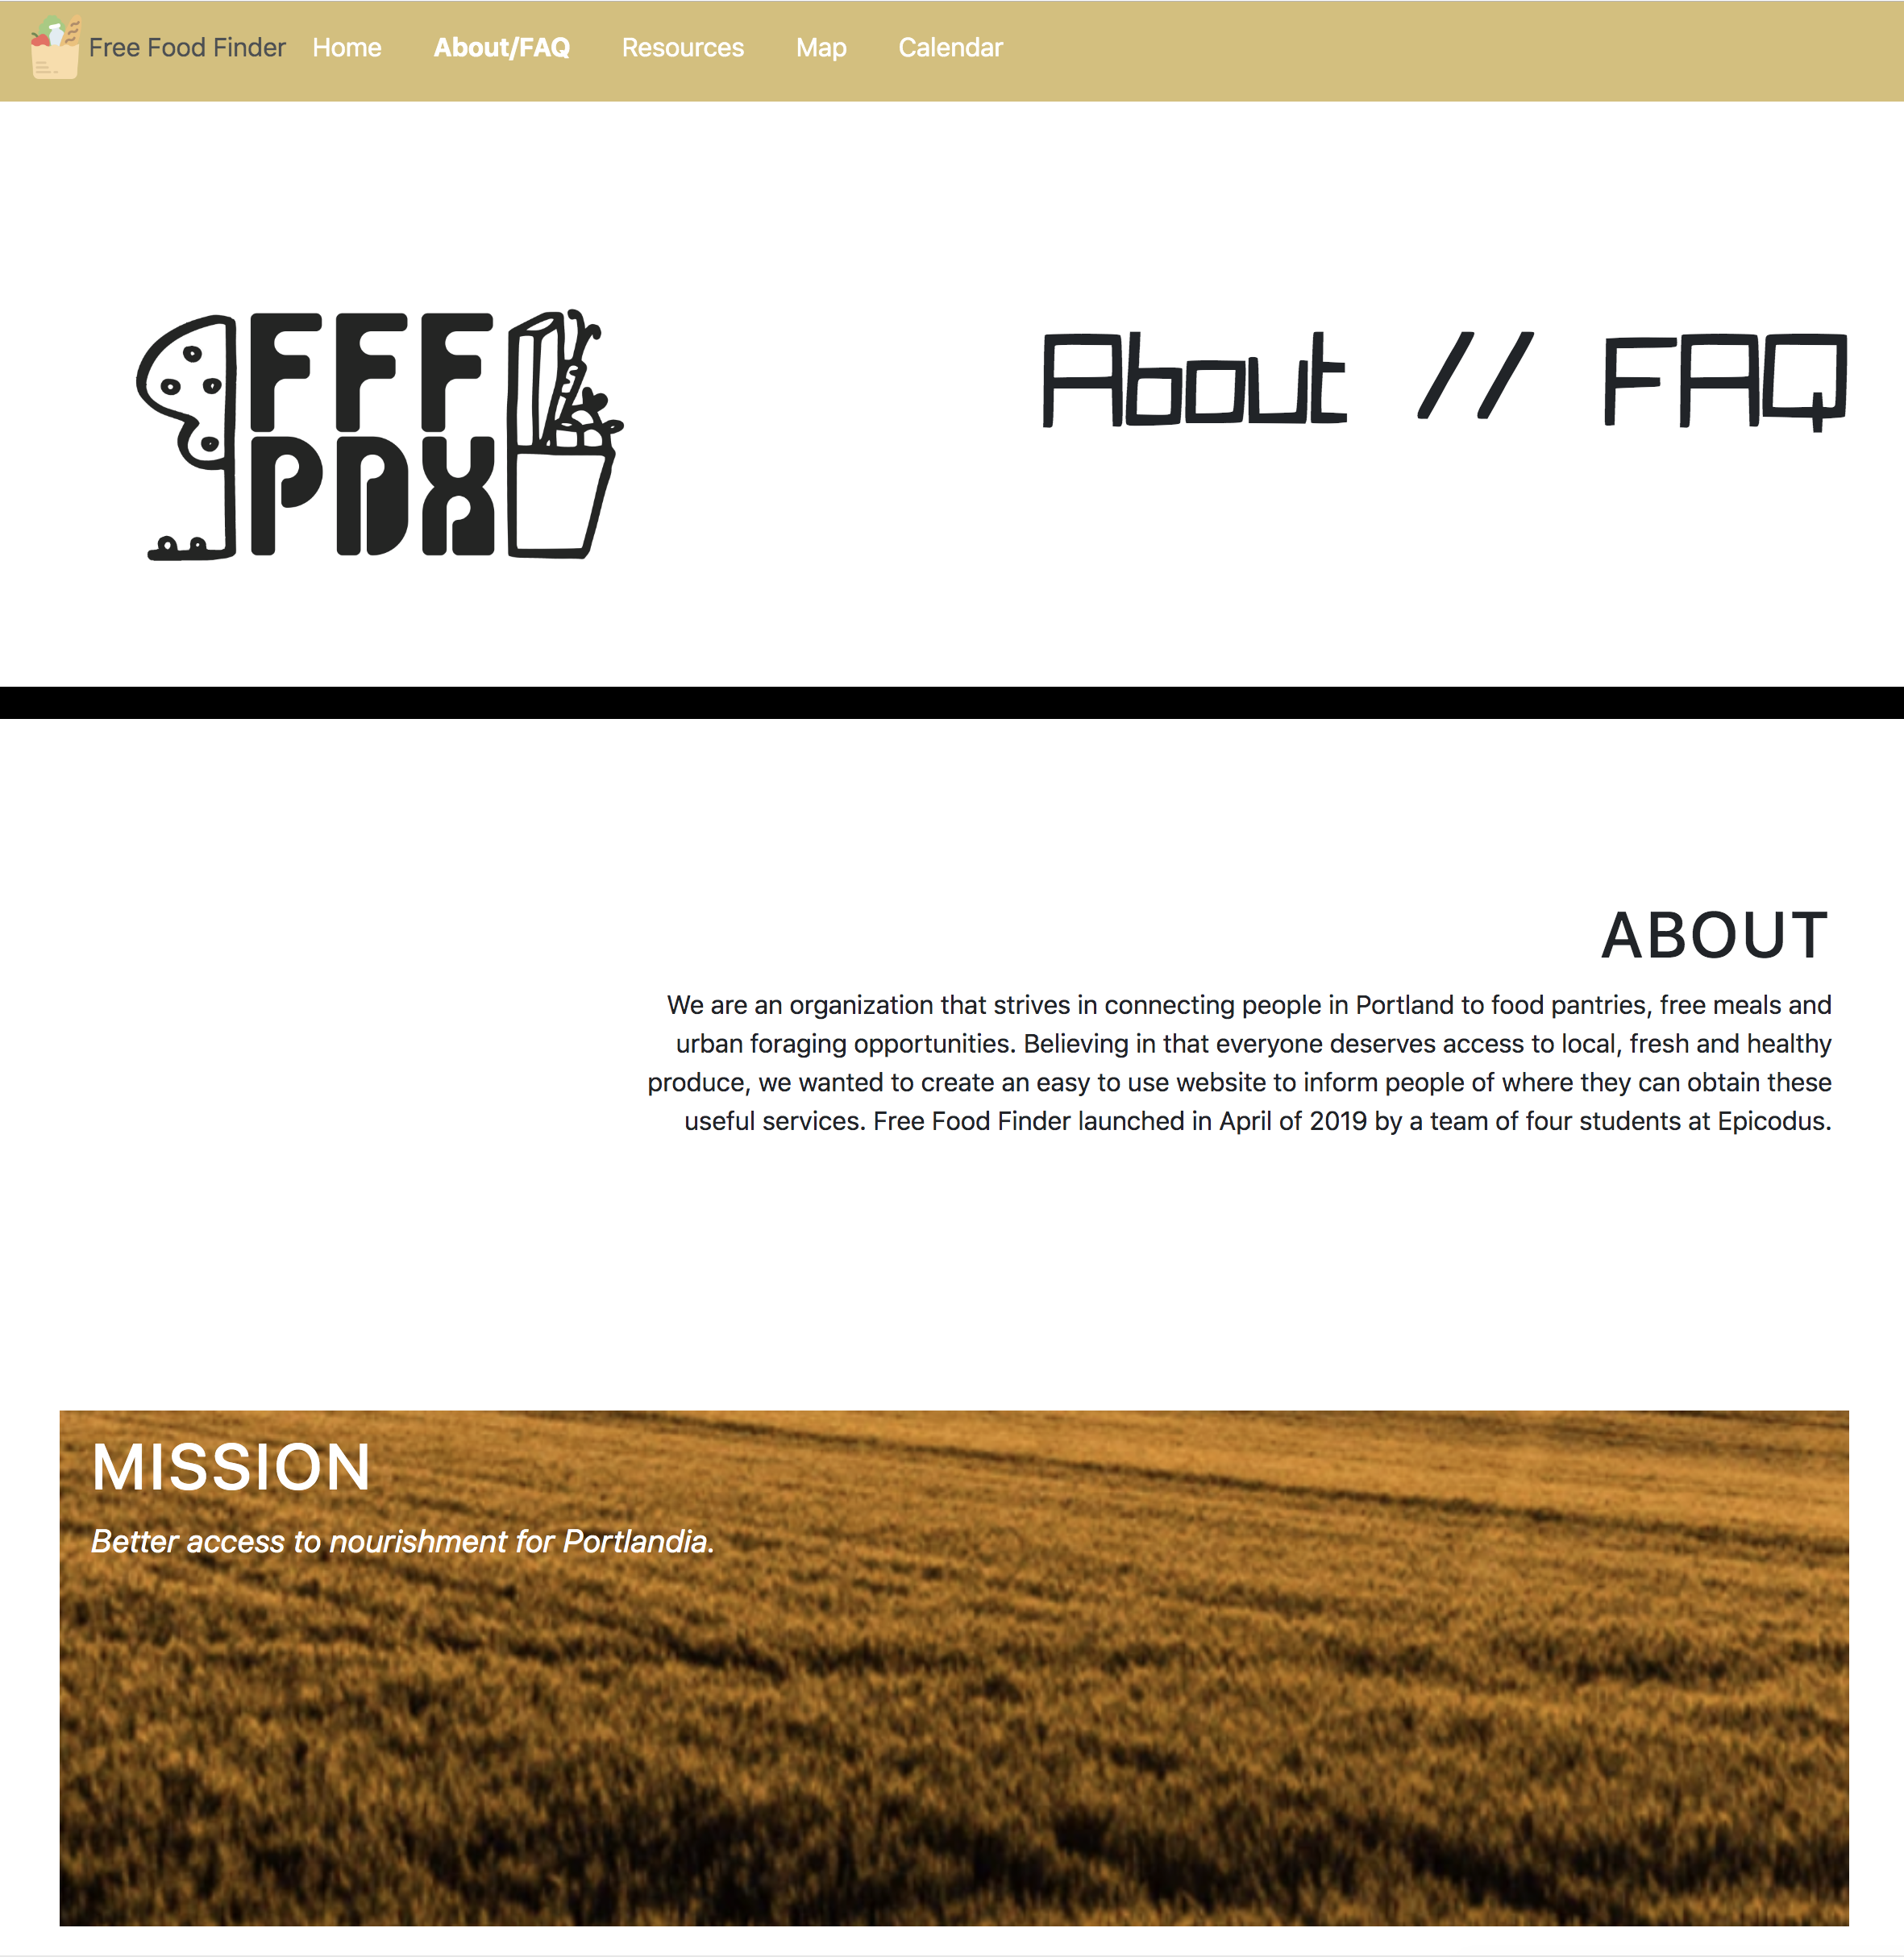 Free Food Finder Home About/FAQ Resources Map Calendar
FFF
PDX
About // FAQ
ABOUT
We are an organization that strives in connecting people in Portland to food pantries, free meals and
urban foraging opportunities. Believing in that everyone deserves access to local, fresh and healthy
produce, we wanted to create an easy to use website to inform people of where they can obtain these
useful services. Free Food Finder launched in April of 2019 by a team of four students at Epicodus.
MISSION
Better access to nourishment for Portlandia.